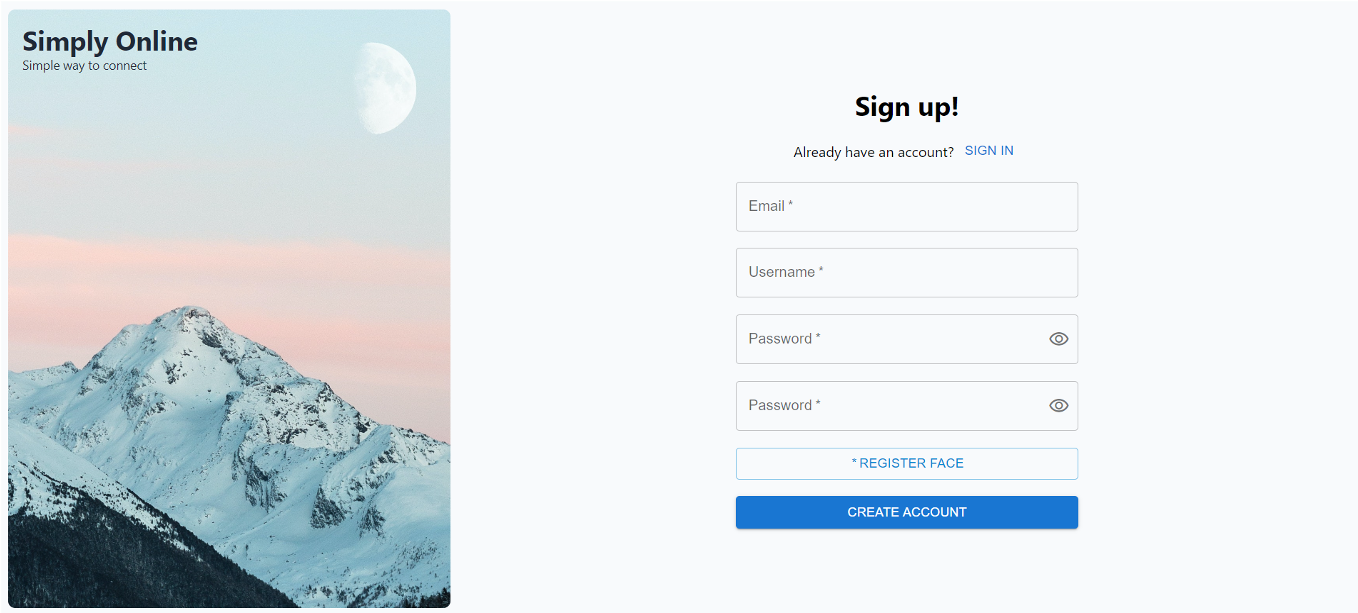 Simply Online
Simple way to connect
Sign up!
Already have an account? SIGN IN
Email *
Username *
Password *
Password *
* REGISTER FACE
CREATE ACCOUNT